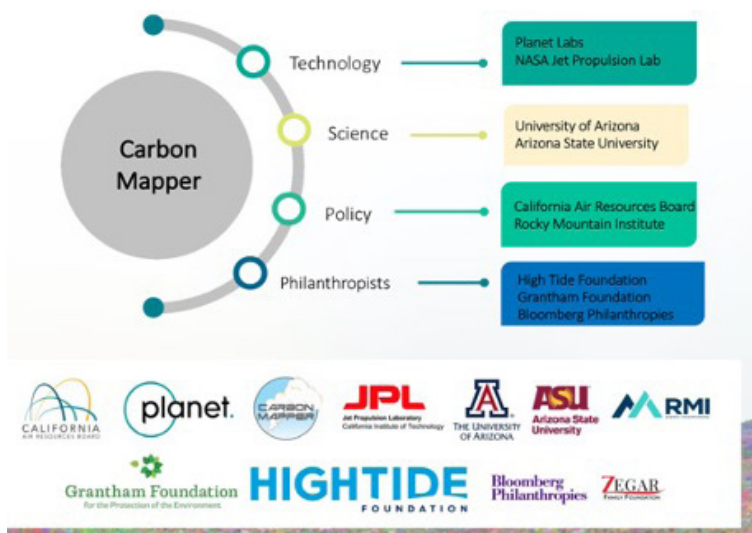 Carbon
Mapper
Technology
Planet Labs
NASA Jet Propulsion Lab
Science
University of Arizona
Arizona State University
Policy
California Air Resources Board
Rocky Mountain Institute
Philanthropists
High Tide Foundation
Grantham Foundation
Bloomberg Philanthropies
CALIFORNIA
AIR RESOURCES BOARD
planet.
CARBON
MAPPER
JPL
Jet Propulsion Laboratory
California Institute of Technology
A
THE UNIVERSITY
OF ARIZONA
ASU
Arizona State
University
RMI
Grantham Foundation
for the Protection of the Environment
HIGHTIDE
FOUNDATION
Bloomberg
Philanthropies
ZEGAR
FAMILY FOUNDATION